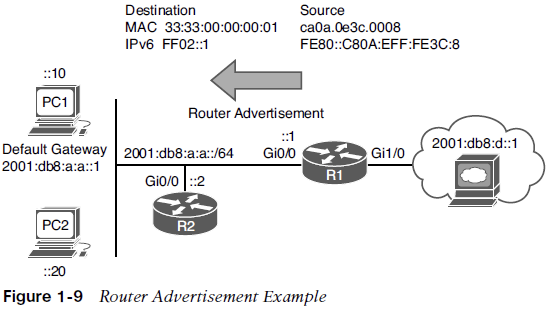 Destination
MAC 33:33:00:00:00:01
IPv6 FF02::1
Source
ca0a.0e3c.0008
FE80::C80A:EFF:FE3C:8
::10
PC1
Router Advertisement
Default Gateway
2001:db8:a:a::1
2001:db8:a:a::/64
::1
Gi0/0
Gi1/0
R1
2001:db8:d::1
Gi0/0
::2
R2
PC2
::20
Figure 1-9 Router Advertisement Example